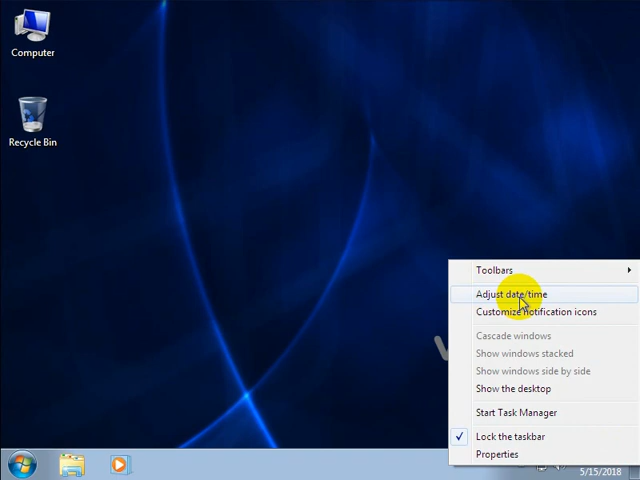 Computer
Recycle Bin
Toolbars
Adjust date/time
Customize notification icons
Cascade windows
Show windows stacked
Show windows side by side
Show the desktop
Start Task Manager
Lock the taskbar
Properties
5/15/2018